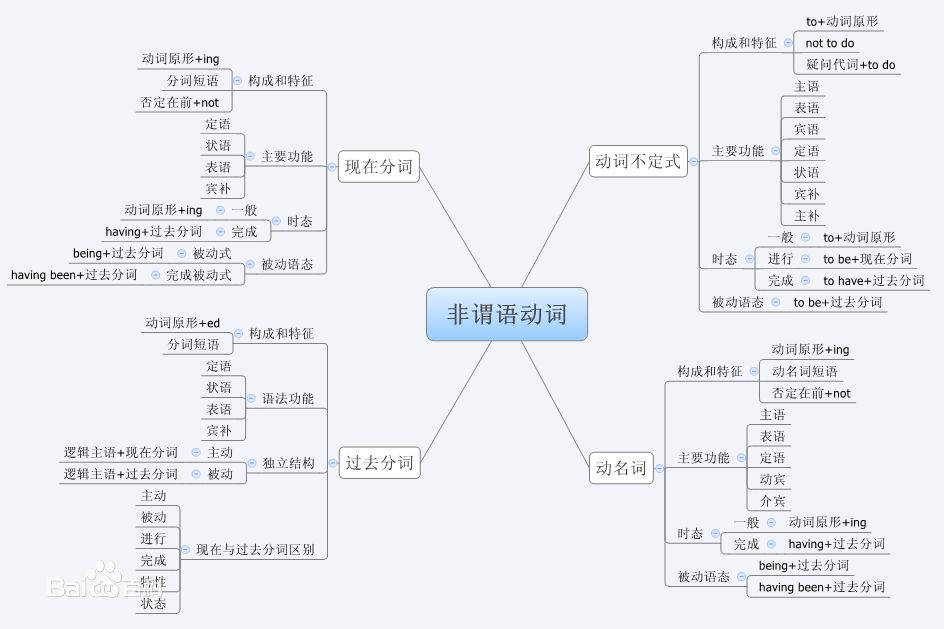 非谓语动词
现在分词
构成和特征
动词原形+ing
分词短语
否定在前+not
主要功能
定语
状语
表语
宾补
时态
一般
动词原形+ing
完成
having+过去分词
被动语态
被动式
being+过去分词
完成被动式
having been+过去分词
过去分词
构成和特征
动词原形+ed
分词短语
语法功能
定语
状语
表语
宾补
独立结构
主动
逻辑主语+现在分词
被动
逻辑主语+过去分词
现在与过去分词区别
主动
被动
进行
完成
特性
状态
动词不定式
构成和特征
to+动词原形
not to do
疑问代词+to do
主要功能
主语
表语
宾语
定语
状语
宾补
主补
时态
一般
to+动词原形
进行
to be+现在分词
完成
to have+过去分词
被动语态
to be+过去分词
动名词
构成和特征
动词原形+ing
动名词短语
否定在前+not
主要功能
主语
表语
定语
动宾
介宾
时态
一般
动词原形+ing
完成
having+过去分词
被动语态
being+过去分词
having been+过去分词
Bai百科